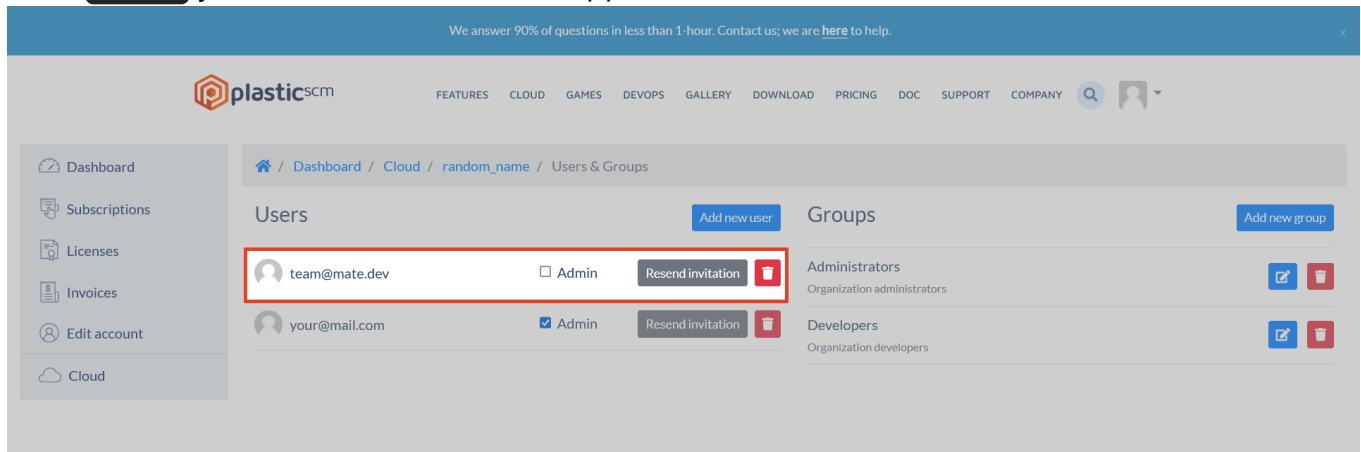 We answer 90% of questions in less than 1-hour. Contact us; we are here to help. x
plasticscm FEATURES CLOUD GAMES DEVOPS GALLERY DOWNLOAD PRICING DOC SUPPORT COMPANY
Dashboard
Subscriptions
Licenses
Invoices
Edit account
Cloud
/ Dashboard / Cloud / random_name / Users & Groups
Users Add new user
team@mate.dev Admin Resend invitation
your@mail.com Admin Resend invitation
Groups Add new group
Administrators
Organization administrators
Developers
Organization developers